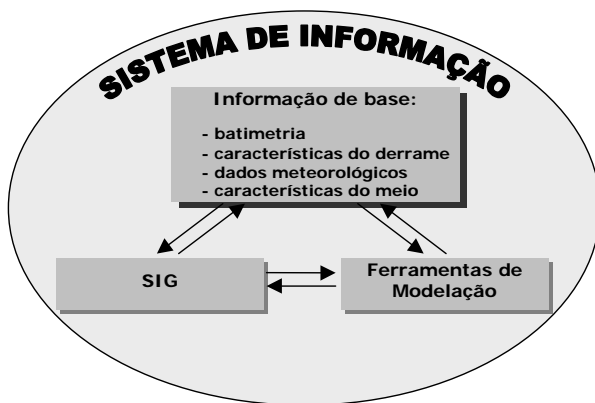 SISTEMA DE INFORMAÇÃO
Informação de base:
- batimetria
- características do derrame
- dados meteorológicos
- características do meio
SIG
Ferramentas de
Modelação